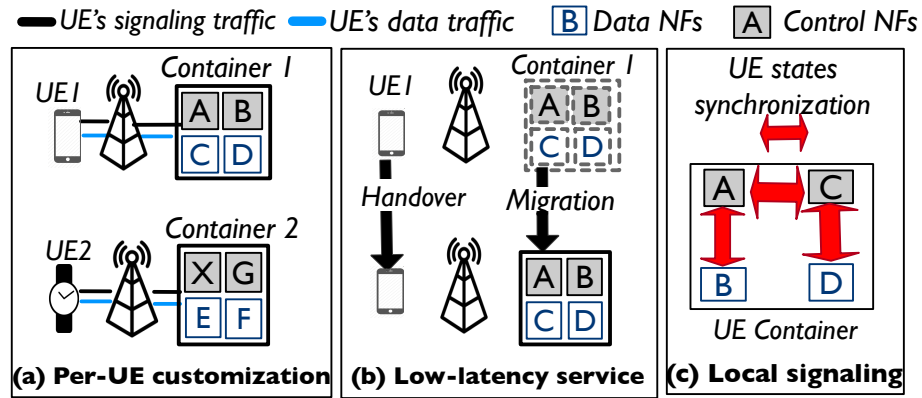 UE's signaling traffic UE's data traffic B Data NFs A Control NFs
Container 1
UE1
A B
C D
Container 2
UE2
X G
E F
(a) Per-UE customization
UE1
Container 1
A B
C D
Handover Migration
A B
C D
(b) Low-latency service
UE states
synchronization
A C
B D
UE Container
(c) Local signaling